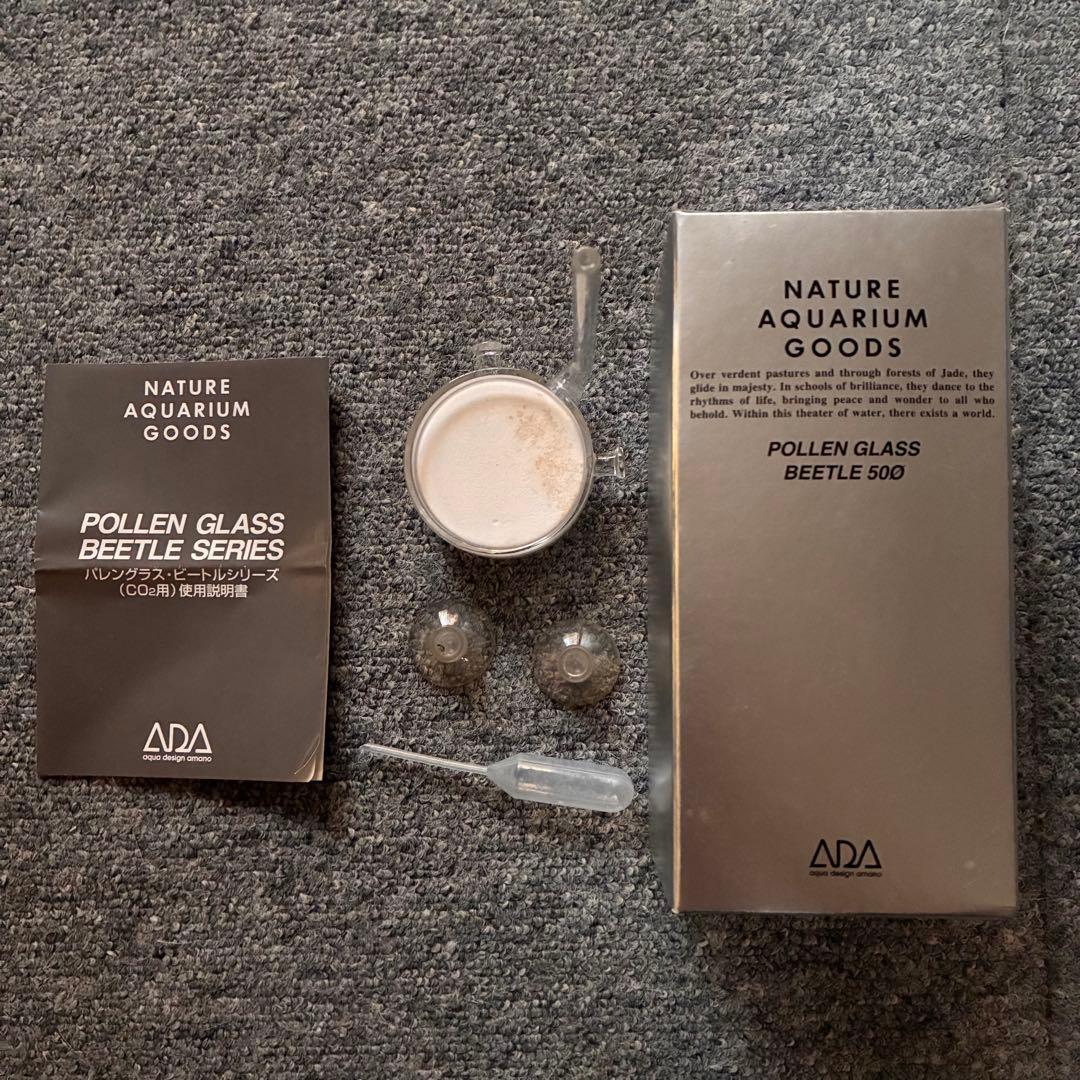 NATURE
AQUARIUM
GOODS
POLLEN GLASS
BEETLE SERIES
パレングラス・ビートルシリーズ
（CO2用）使用説明書
ADA
aqua design amano
NATURE
AQUARIUM
GOODS
Over verdent pastures and through forests of Jade, they
glide in majesty. In schools of brilliance, they dance to the
rhythms of life, bringing peace and wonder to all who
behold. Within this theater of water, there exists a world.
POLLEN GLASS
BEETLE 50Ø
ADA
aqua design amano